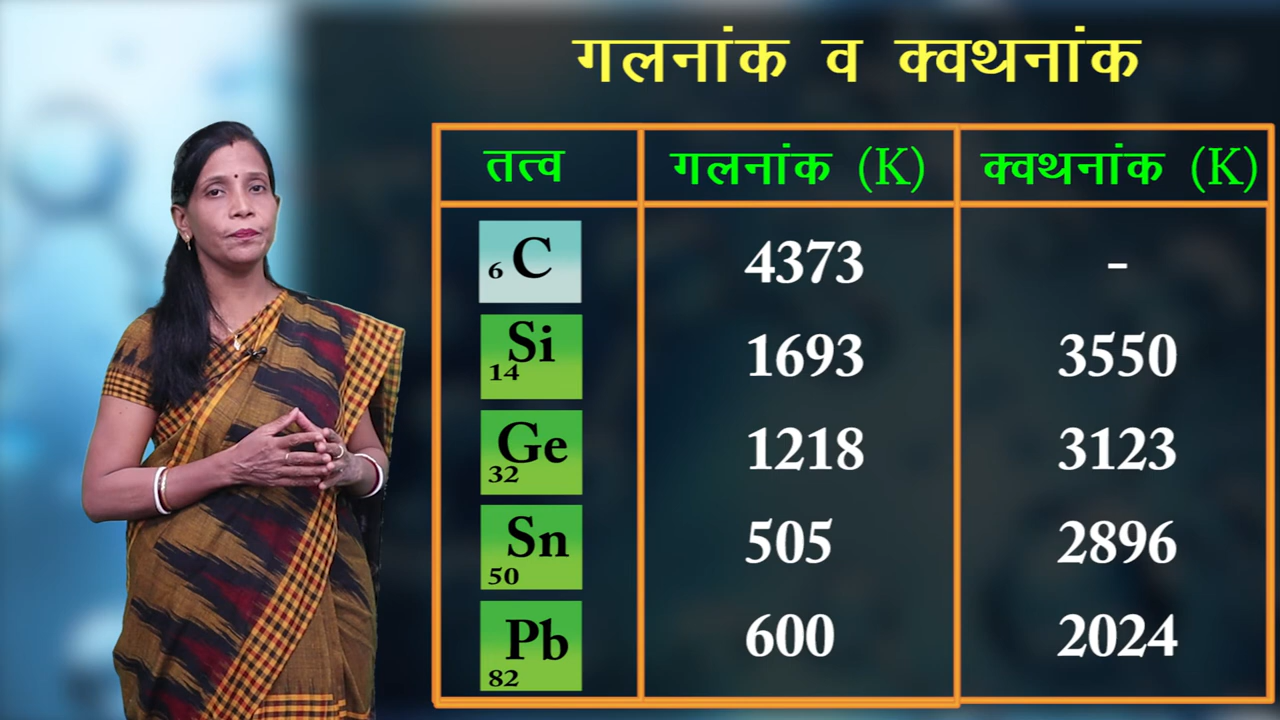 गलनांक व क्वथनांक
तत्व गलनांक (K) क्वथनांक (K)
6 C 4373 -
14 Si 1693 3550
32 Ge 1218 3123
50 Sn 505 2896
82 Pb 600 2024